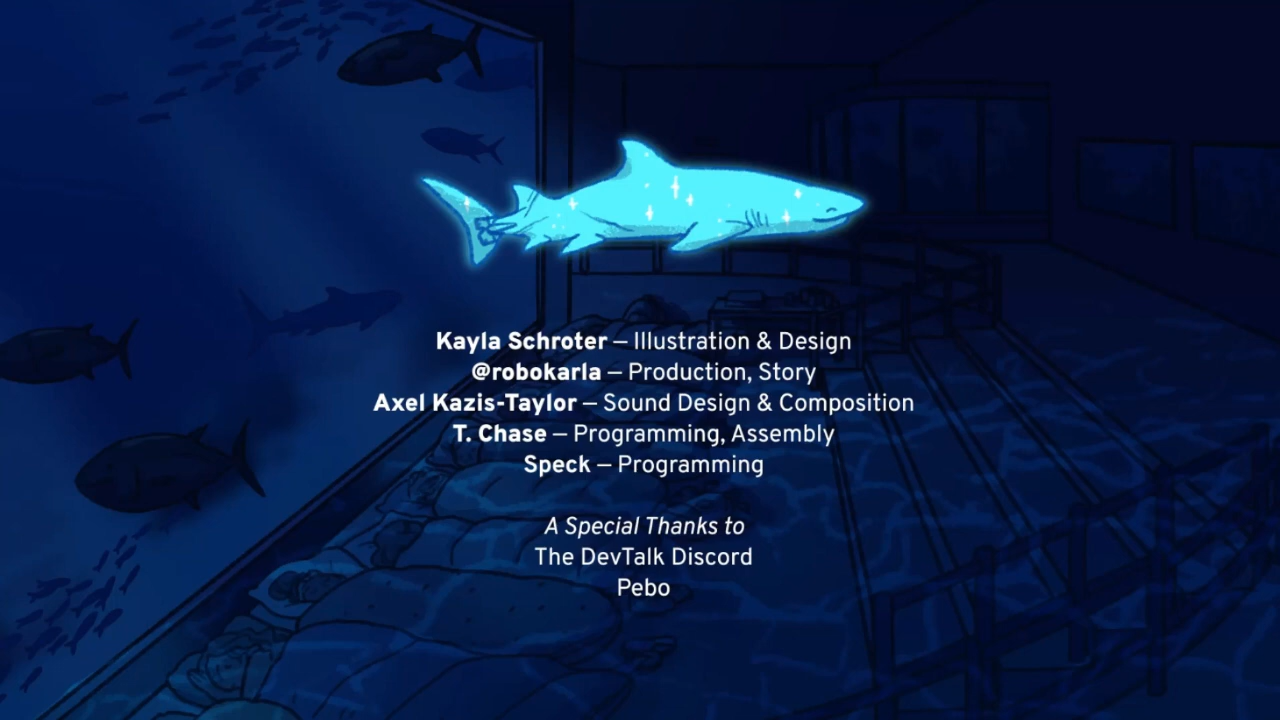 Kayla Schroter – Illustration & Design
@robokarla – Production, Story
Axel Kazis-Taylor – Sound Design & Composition
T. Chase – Programming, Assembly
Speck – Programming
A Special Thanks to
The DevTalk Discord
Pebo